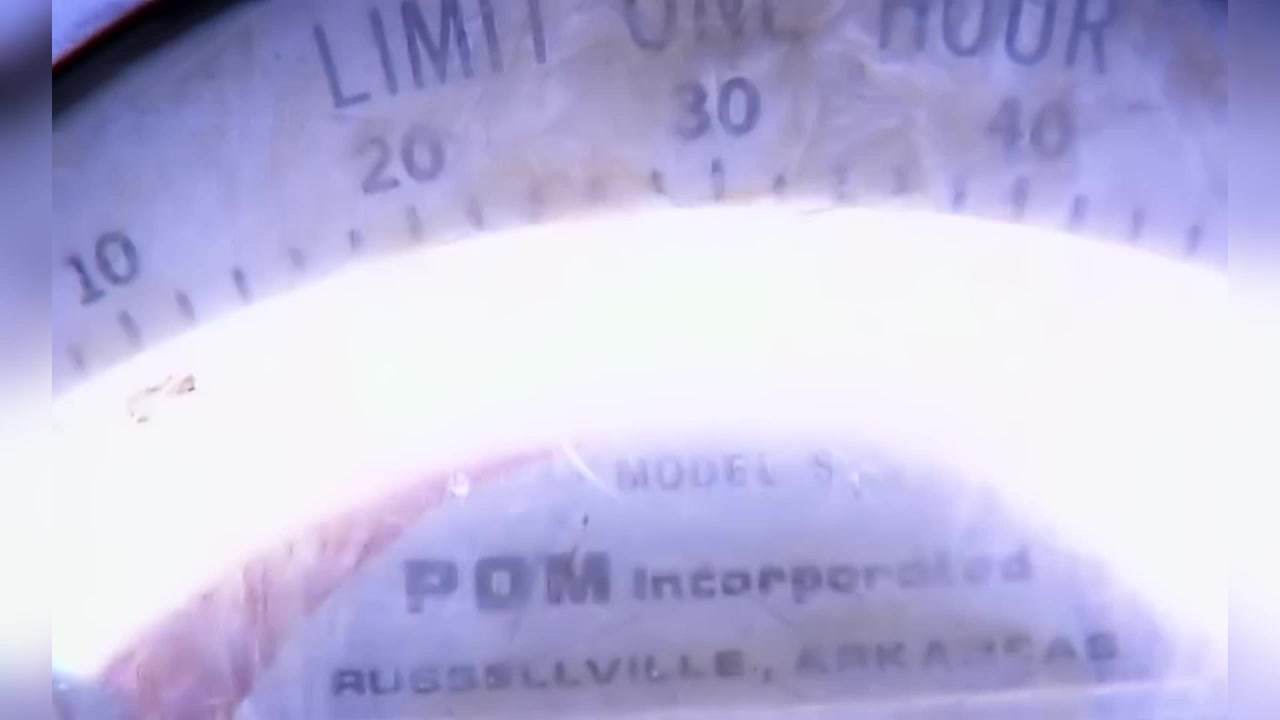 LIMIT ONE HOUR
10 20 30 40
MODEL S
POM Incorporated
RUSSELLVILLE, ARKANSAS